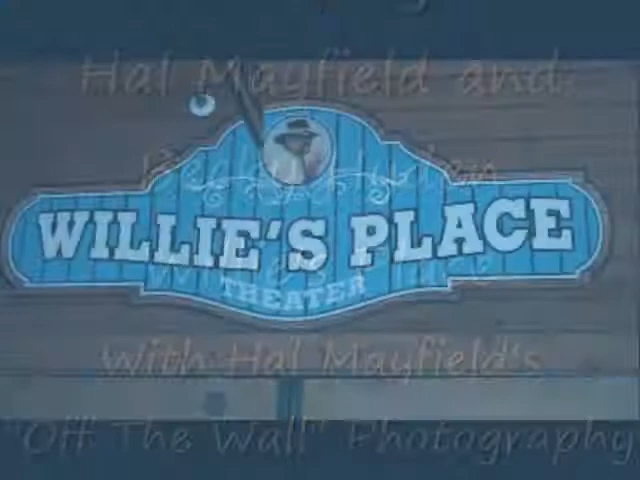 Hal Mayfield and
WILLIE'S PLACE
THEATER
with Hal Mayfield's
"Off The Wall" Photography